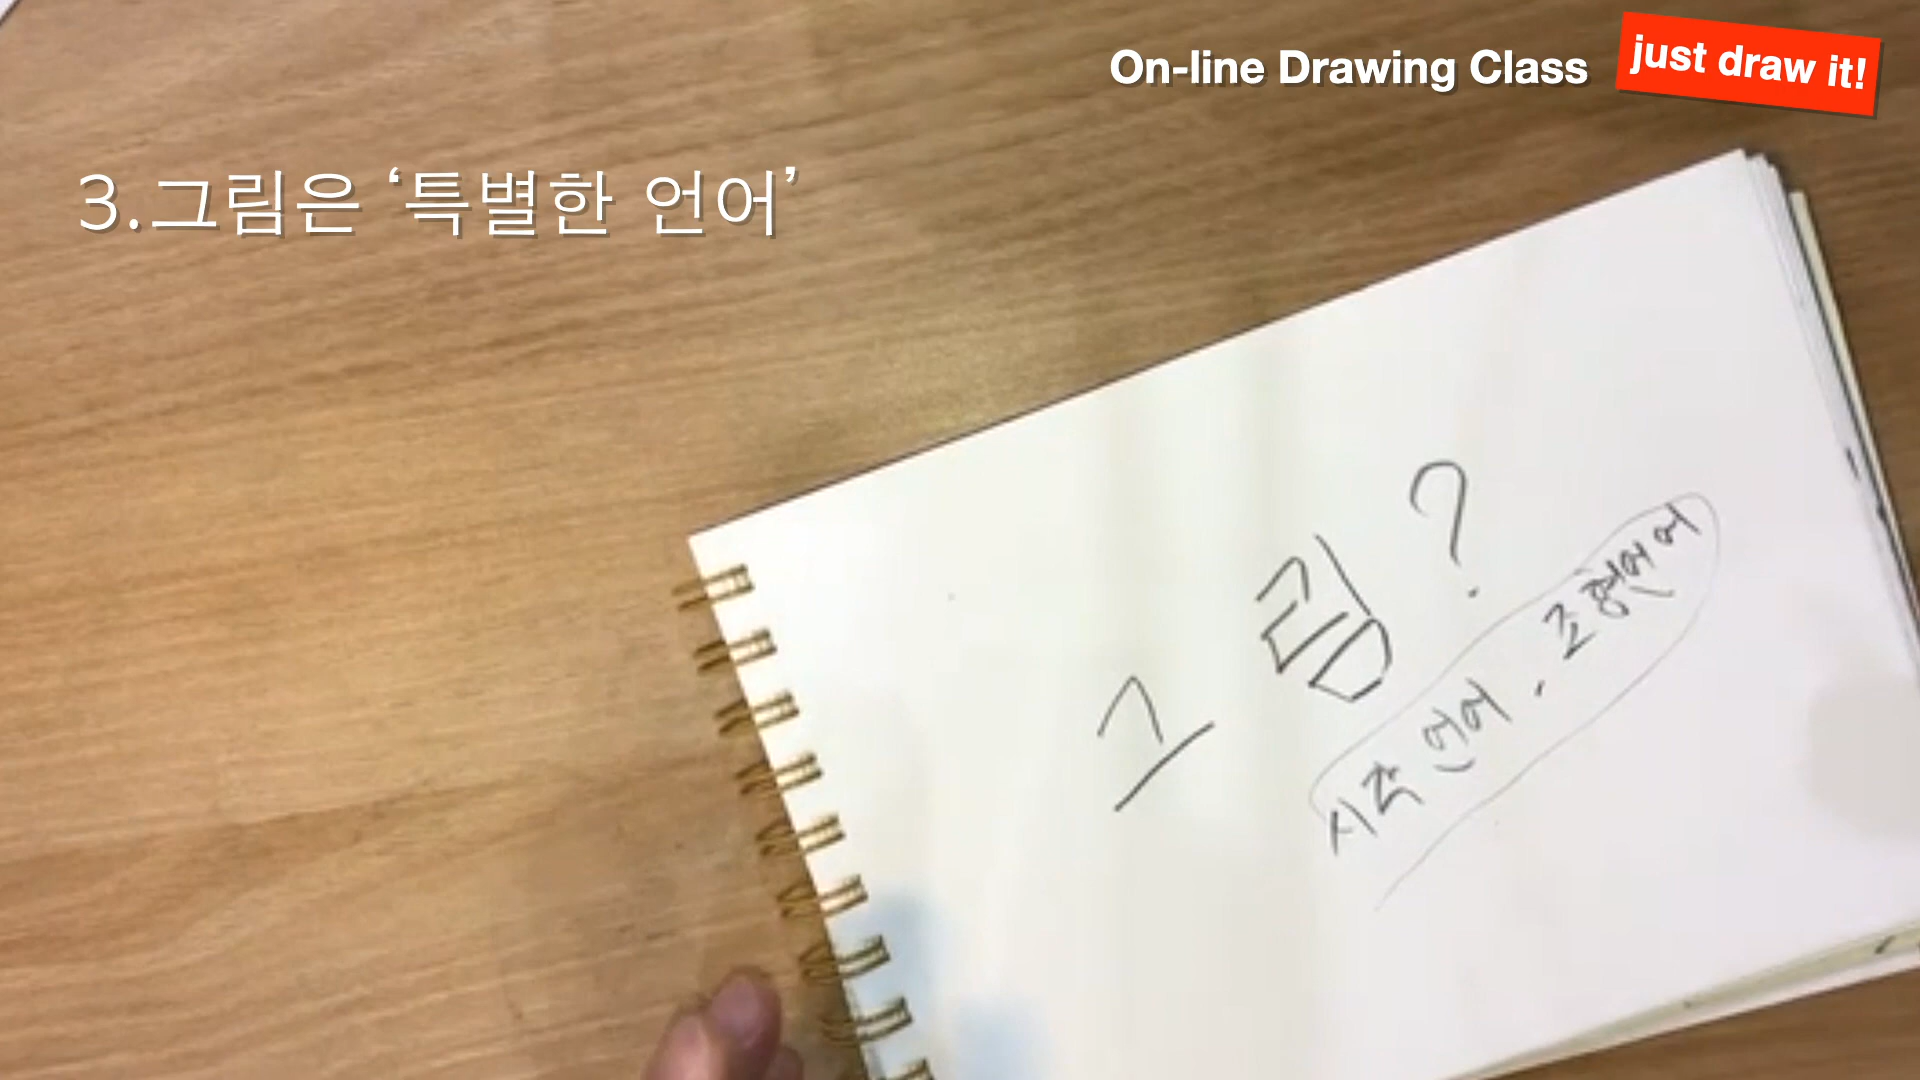 On-line Drawing Class just draw it!
3.그림은 ‘특별한 언어’
그림?
시각 언어 . 조형언어